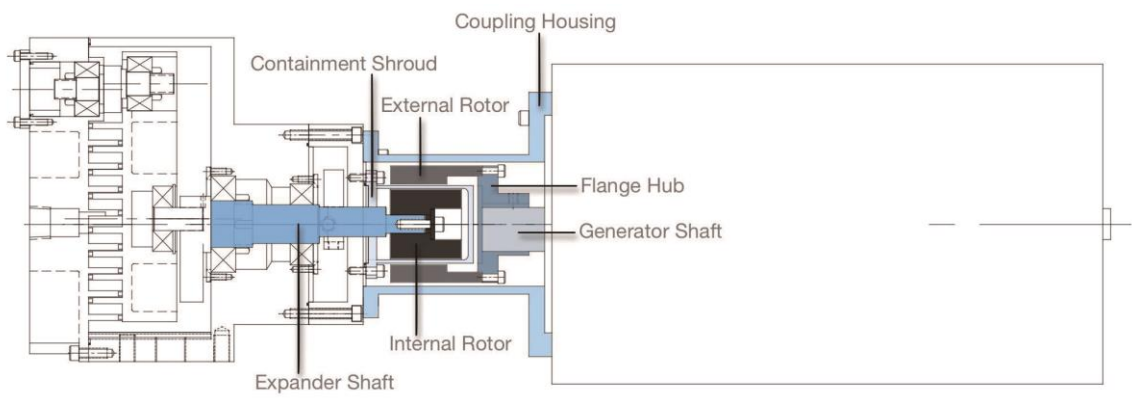 Coupling Housing
Containment Shroud
External Rotor
Flange Hub
Generator Shaft
Internal Rotor
Expander Shaft